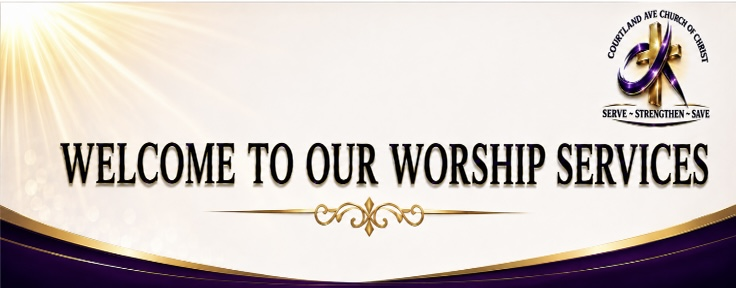 COURTLAND AVE CHURCH OF CHRIST
SERVE ~ STRENGTHEN ~ SAVE
WELCOME TO OUR WORSHIP SERVICES